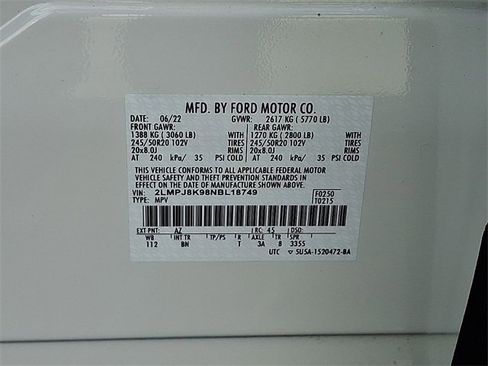 MFD. BY FORD MOTOR CO.
DATE: 06/22 GVWR: 2617 KG ( 5770 LB)
FRONT GAWR: REAR GAWR:
1388 KG ( 3060 LB) WITH 1270 KG ( 2800 LB) WITH
245/50R20 102V TIRES 245/50R20 102V TIRES
20x8.0J RIMS 20x8.0J RIMS
AT 240 kPa/ 35 PSI COLD AT 240 kPa/ 35 PSI COLD
THIS VEHICLE CONFORMS TO ALL APPLICABLE FEDERAL MOTOR
VEHICLE SAFETY AND THEFT PREVENTION STANDARDS IN
EFFECT ON THE DATE OF MANUFACTURE SHOWN ABOVE.
VIN: 2LMPJ8K98NBL18749 F0250
TYPE: MPV T0215
EXT PNT: AZ RC: 45 DSO:
WB INT TR TP/PS R AXLE TR SPR
112 BN T 3A 8 3355
UTC ▽ 5U5A-1520472-BA